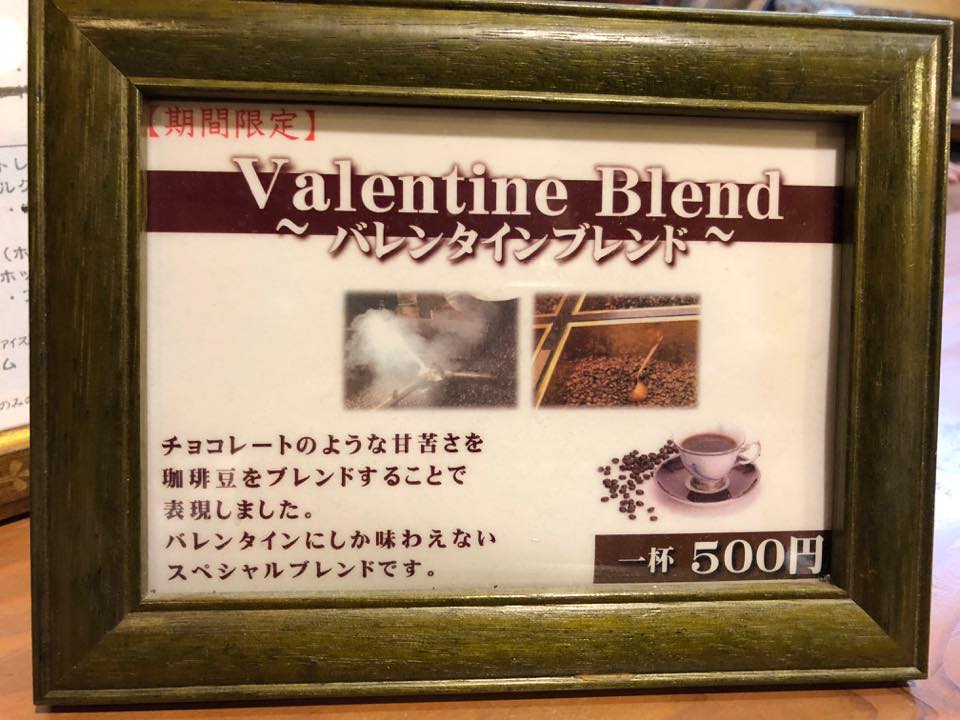 【期間限定】
Valentine Blend
～バレンタインブレンド～
チョコレートのような甘苦さを
珈琲豆をブレンドすることで
表現しました。
バレンタインにしか味わえない
スペシャルブレンドです。
一杯 500円